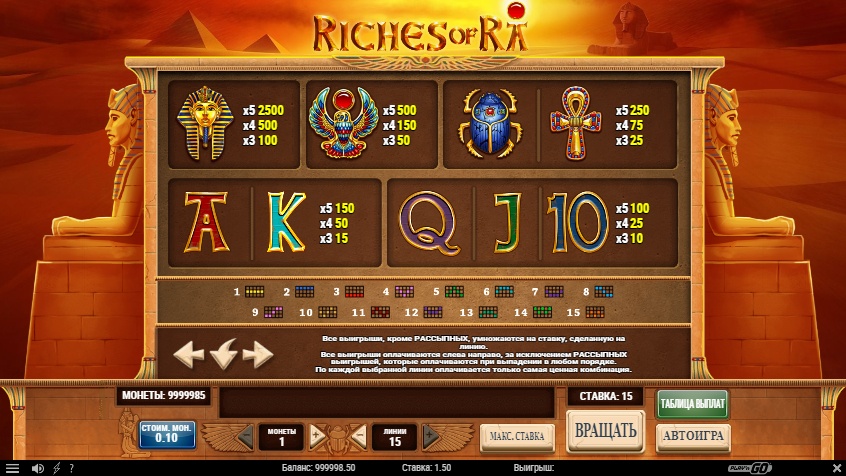 RICHES OF RA
x5 2500
x4 500
x3 100
x5 500
x4 150
x3 50
x5 250
x4 75
x3 25
A K
x5 150
x4 50
x3 15
Q J 10
x5 100
x4 25
x3 10
1 2 3 4 5 6 7 8
9 10 11 12 13 14 15
Все выигрыши, кроме РАССЫПНЫХ, умножаются на ставку, сделанную на
линию.
Все выигрыши оплачиваются слева направо, за исключением РАССЫПНЫХ
выигрышей, которые оплачиваются при выпадении в любом порядке.
По каждой выбранной линии оплачивается только самая ценная комбинация.
МОНЕТЫ: 9999985
СТАВКА: 15
ТАБЛИЦА ВЫПЛАТ
СТОИМ. МОН.
0.10
- МОНЕТЫ
1
+
- ЛИНИИ
15
+
МАКС. СТАВКА
ВРАЩАТЬ
АВТОИГРА
? Баланс: 999998.50 Ставка: 1.50 Выигрыш: PLAY'N GO